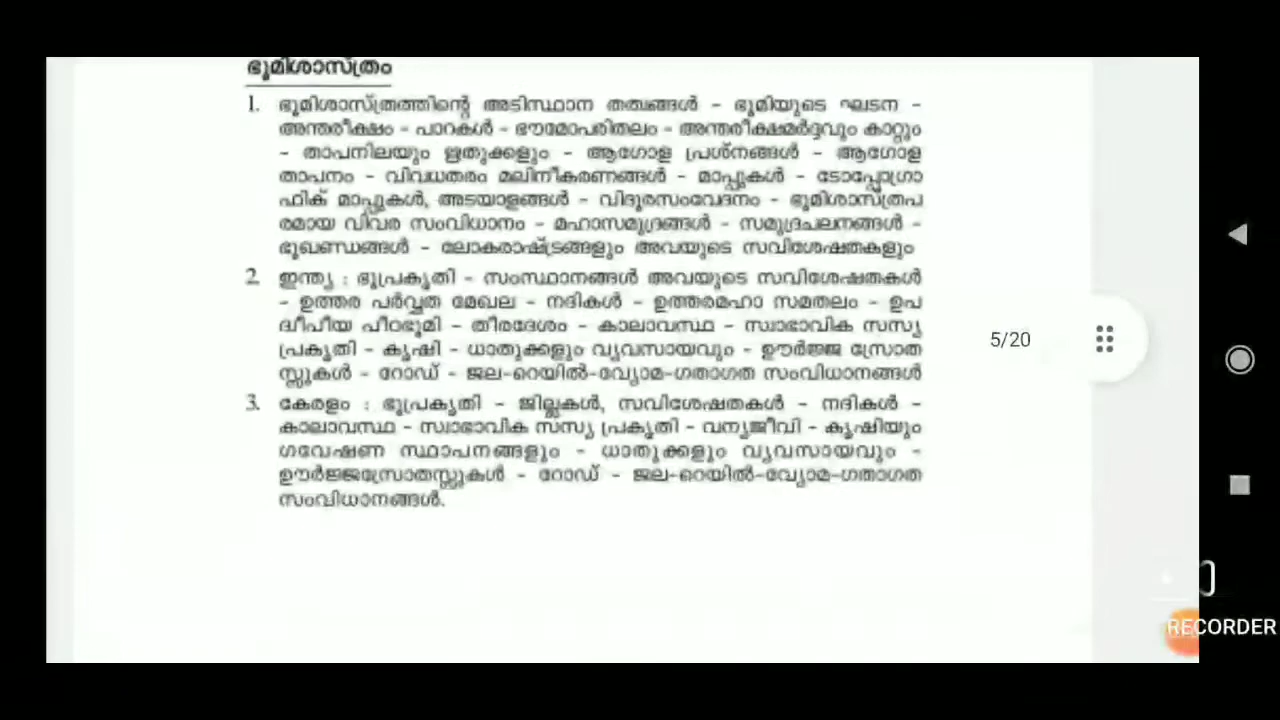 ഭൂമിശാസ്ത്രം
1. ഭൂമിശാസ്ത്രത്തിന്റെ അടിസ്ഥാന തത്വങ്ങൾ - ഭൂമിയുടെ ഘടന -
അന്തരീക്ഷം - പാറകൾ - ഭൗമോപരിതലം - അന്തരീക്ഷമർദ്ദവും കാറ്റും
- താപനിലയും ഋതുക്കളും - ആഗോള പ്രശ്നങ്ങൾ - ആഗോള
താപനം - വിവധതരം മലിനീകരണങ്ങൾ - മാപ്പുകൾ - ടോപ്പോഗ്രാ
ഫിക് മാപ്പുകൾ, അടയാളങ്ങൾ - വിദൂരസംവേദനം - ഭൂമിശാസ്ത്രപ
രമായ വിവര സംവിധാനം - മഹാസമുദ്രങ്ങൾ - സമുദ്രചലനങ്ങൾ -
ഭൂഖണ്ഡങ്ങൾ - ലോകരാഷ്ട്രങ്ങളും അവയുടെ സവിശേഷതകളും
2. ഇന്ത്യ : ഭൂപ്രകൃതി - സംസ്ഥാനങ്ങൾ അവയുടെ സവിശേഷതകൾ
- ഉത്തര പർവ്വത മേഖല - നദികൾ - ഉത്തരമഹാ സമതലം - ഉപ
ദ്വീപീയ പീഠഭൂമി - തീരദേശം - കാലാവസ്ഥ - സ്വാഭാവിക സസ്യ
പ്രകൃതി - കൃഷി - ധാതുക്കളും വ്യവസായവും - ഊർജ്ജ സ്രോത
സ്സുകൾ - റോഡ് - ജല-റെയിൽ-വ്യോമ-ഗതാഗത സംവിധാനങ്ങൾ
3. കേരളം : ഭൂപ്രകൃതി - ജില്ലകൾ, സവിശേഷതകൾ - നദികൾ -
കാലാവസ്ഥ - സ്വാഭാവിക സസ്യ പ്രകൃതി - വന്യജീവി - കൃഷിയും
ഗവേഷണ സ്ഥാപനങ്ങളും - ധാതുക്കളും വ്യവസായവും -
ഊർജ്ജസ്രോതസ്സുകൾ - റോഡ് - ജല-റെയിൽ-വ്യോമ-ഗതാഗത
സംവിധാനങ്ങൾ.
5/20
RECORDER